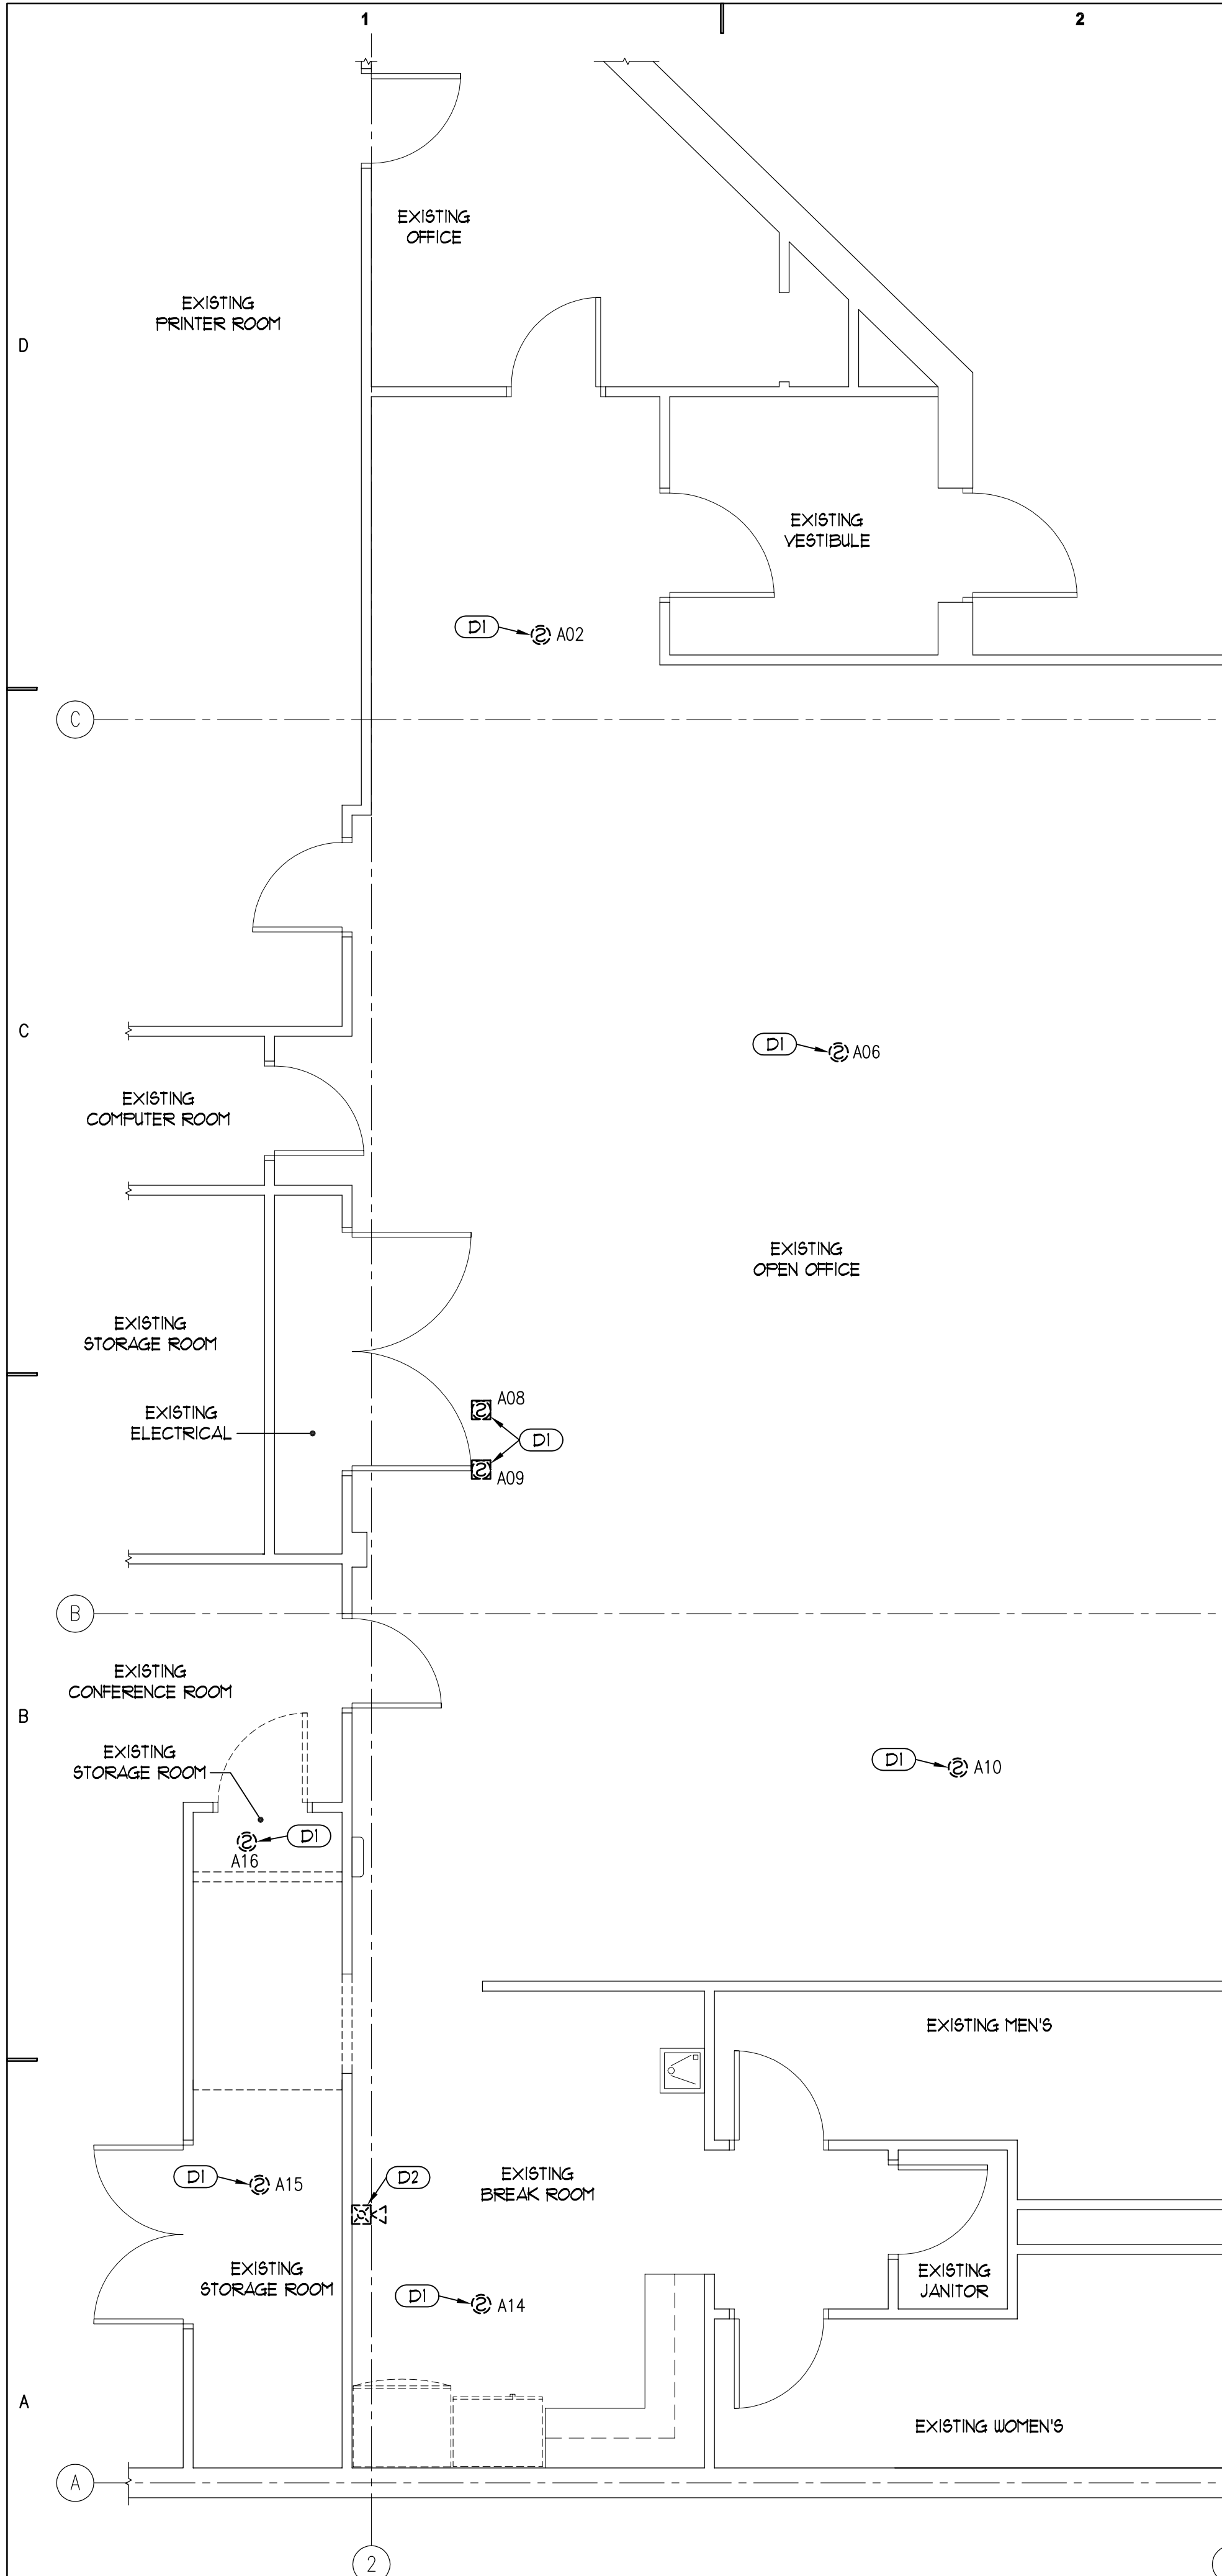 1
2
EXISTING
OFFICE
EXISTING
PRINTER ROOM
D
EXISTING
VESTIBULE
D1
A02
C
C
D1
A06
EXISTING
COMPUTER ROOM
EXISTING
OPEN OFFICE
EXISTING
STORAGE ROOM
A08
EXISTING
ELECTRICAL
D1
A09
B
EXISTING
CONFERENCE ROOM
B
EXISTING
STORAGE ROOM
D1
A10
D1
A16
EXISTING MEN'S
D1
A15
D2
EXISTING
BREAK ROOM
EXISTING
STORAGE ROOM
EXISTING
JANITOR
D1
A14
A
EXISTING WOMEN'S
A
2